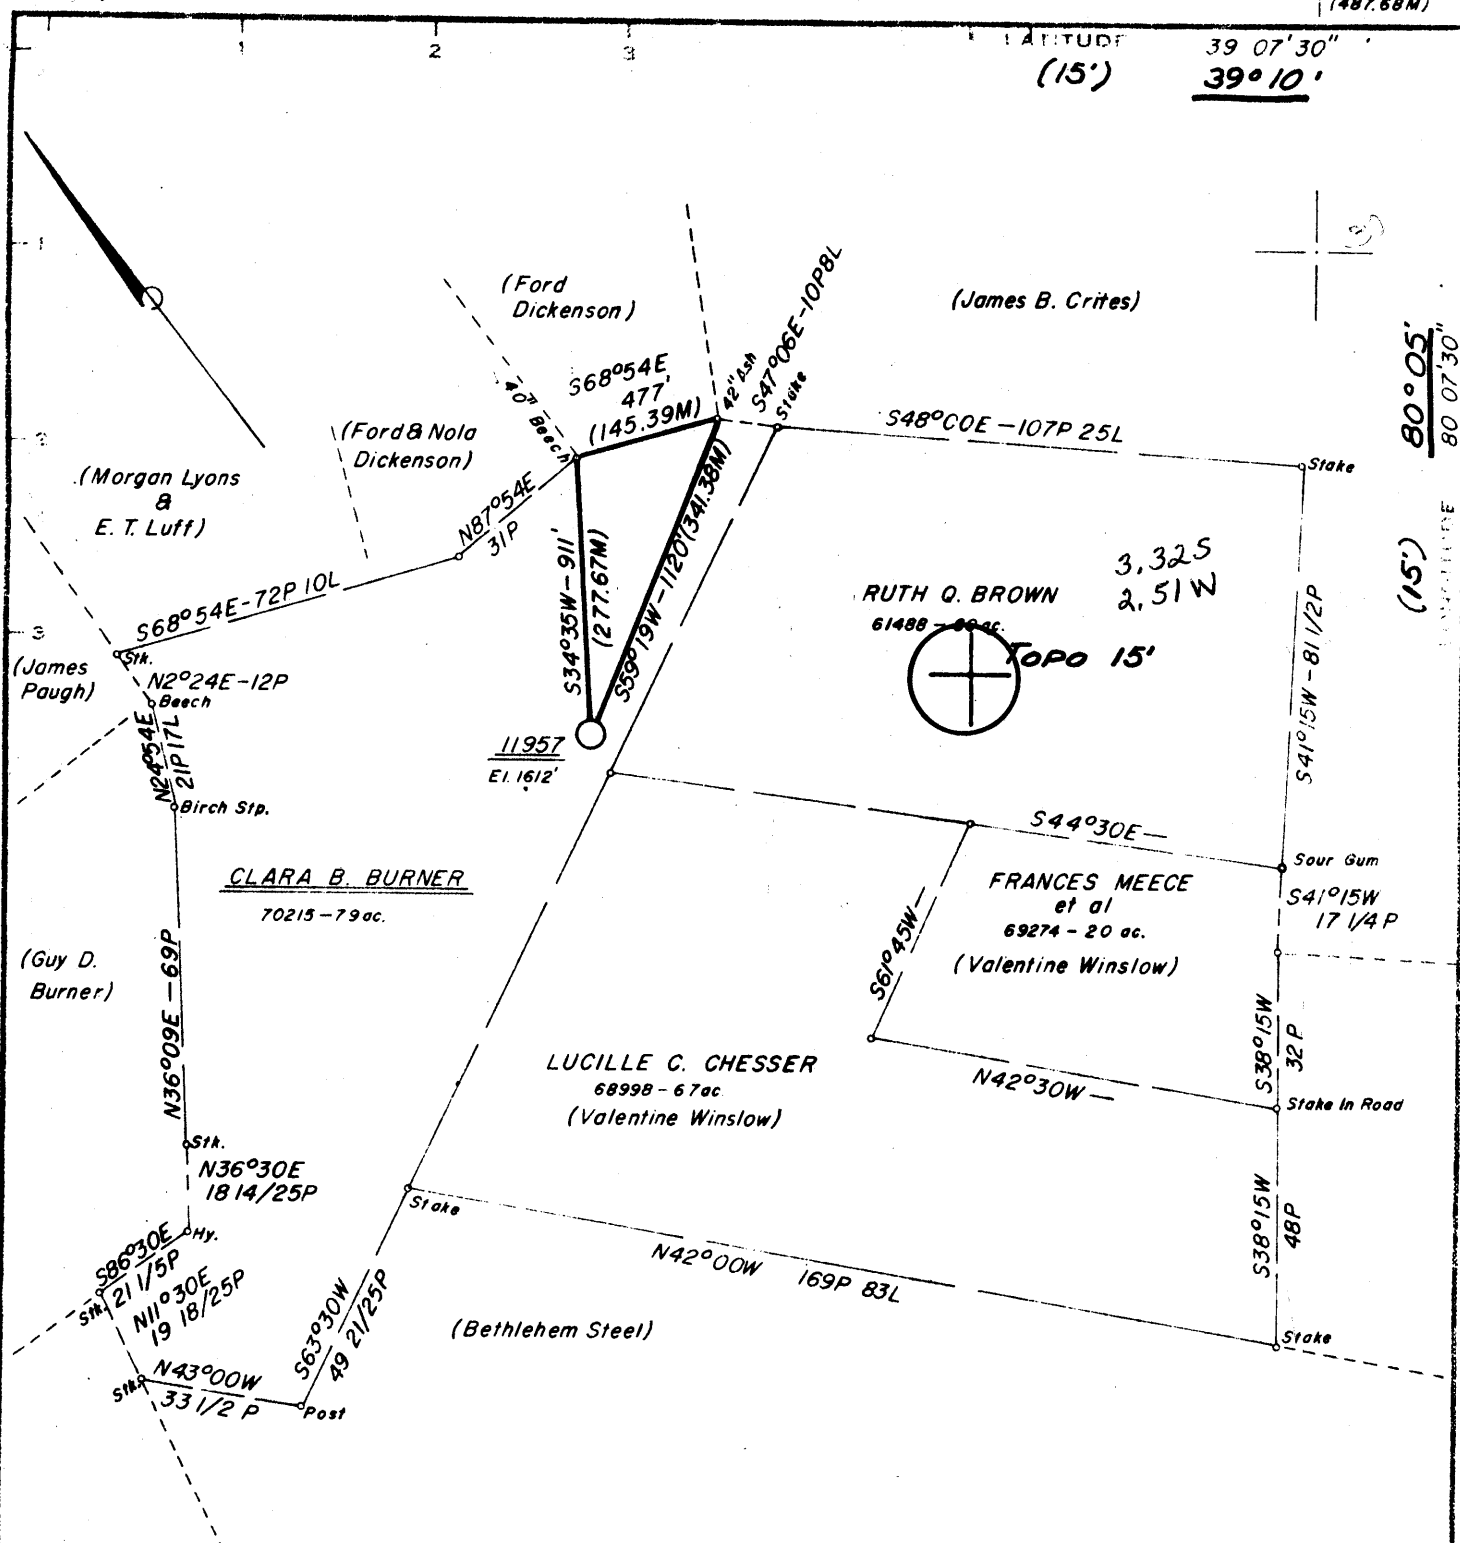 (487.68M)
1
2
3
LATITUDE 39 07'30"
(15') 39°10'
1
(Ford
Dickenson)
(James B. Crites)
S47°06E-10P8L
80°05'
80 07'30"
(15')
S68°54E
477'
(145.39M)
40" Beech
42" Ash
Stake
S48°00E-107P 25L
Stake
(Ford & Nola
Dickenson)
(Morgan Lyons
&
E. T. Luff)
N87°54E
31P
S34°35W-911'
(277.67M)
S59°19W-1120'(341.38M)
3.32S
2.51W
RUTH Q. BROWN
61488 -
TOPO 15'
S41°15W-81 1/2P
S68°54E-72P 10L
3
Stk.
(James
Paugh)
N2°24E-12P
Beech
N24°54E
21P17L
Birch Stp.
11957
El. 1612'
S44°30E—
Sour Gum
S41°15W
17 1/4 P
CLARA B. BURNER
70215-79ac.
FRANCES MEECE
et al
69274-20 ac.
(Valentine Winslow)
S61°45W—
(Guy D.
Burner)
N36°09E-69P
S38°15W
32P
LUCILLE C. CHESSER
68998-67ac.
(Valentine Winslow)
N42°30W—
Stake In Road
Stk.
N36°30E
18 14/25P
Hy.
Stake
S38°15W
48P
N42°00W 169P 83L
S86°30E
21 1/5P
Stk.
N11°30E
19 18/25P
S63°30W
49 21/25P
(Bethlehem Steel)
Stake
Stk.
N43°00W
33 1/2 P
Post